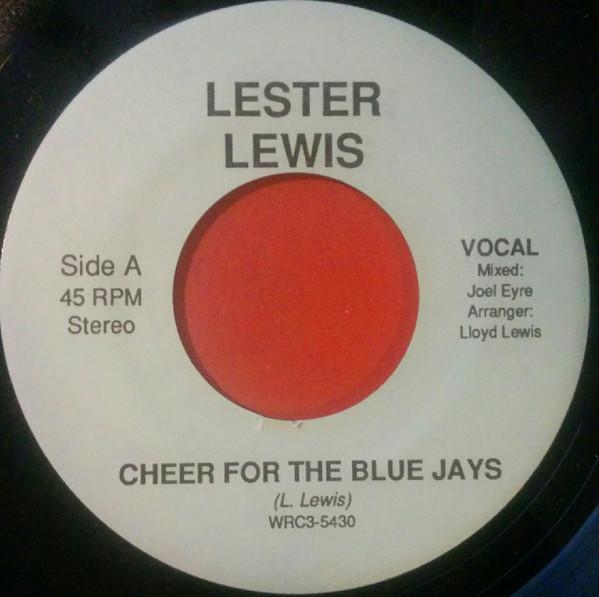 LESTER
LEWIS
Side A
45 RPM
Stereo
VOCAL
Mixed:
Joel Eyre
Arranger:
Lloyd Lewis
CHEER FOR THE BLUE JAYS
(L. Lewis)
WRC3-5430